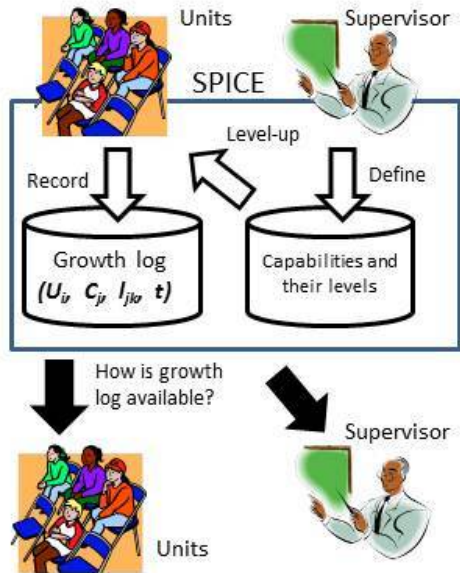 Units
Supervisor
SPICE
Level-up
Record
Define
Growth log
(Uᵢ, Cⱼ, lⱼₖ, t)
Capabilities and
their levels
How is growth
log available?
Supervisor
Units